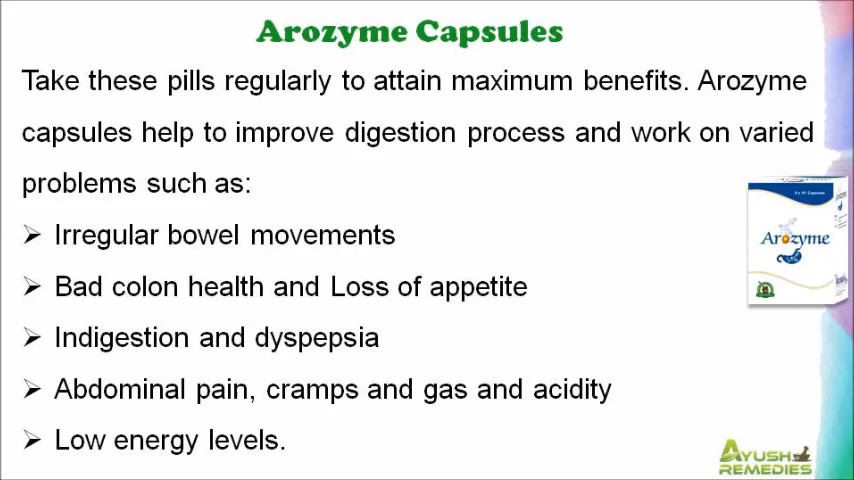 Arozyme Capsules
Take these pills regularly to attain maximum benefits. Arozyme
capsules help to improve digestion process and work on varied
problems such as:
Arozyme
➢ Irregular bowel movements
➢ Bad colon health and Loss of appetite
➢ Indigestion and dyspepsia
➢ Abdominal pain, cramps and gas and acidity
➢ Low energy levels.
AYUSH
REMEDIES